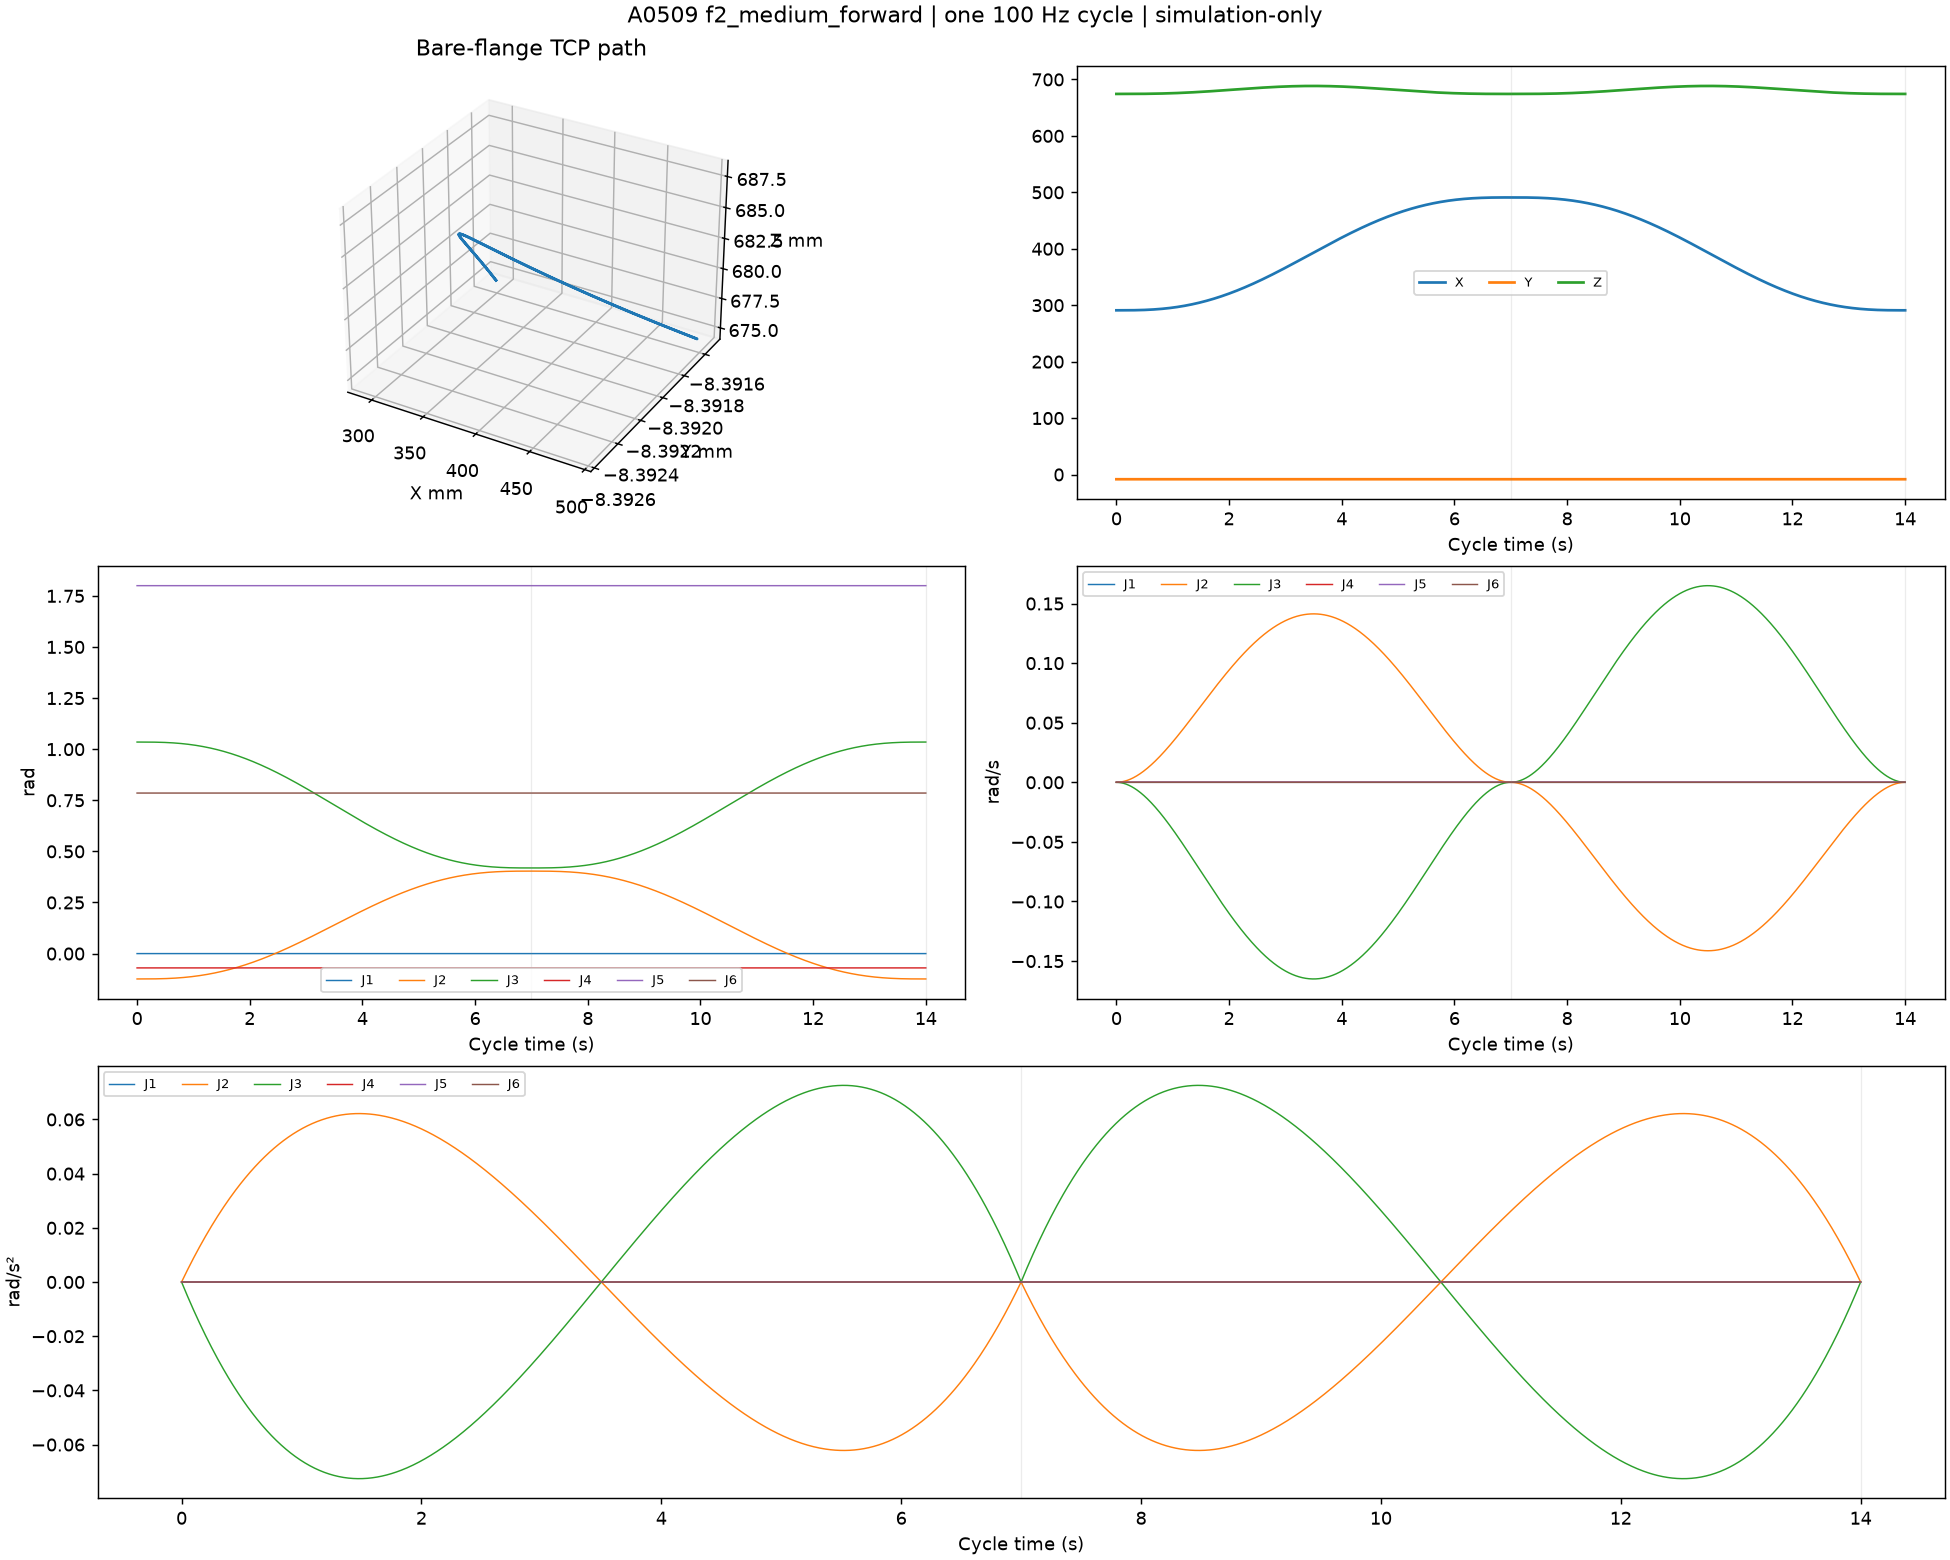 A0509 f2_medium_forward | one 100 Hz cycle | simulation-only
Bare-flange TCP path
687.5
685.0
682.5
Z mm
680.0
677.5
675.0
−8.3916
−8.3918
−8.3920
−8.3922
Y mm
−8.3924
−8.3926
300
350
400
450
500
X mm
700
600
500
400
300
200
100
0
X Y Z
0 2 4 6 8 10 12 14
Cycle time (s)
1.75
1.50
1.25
1.00
0.75
0.50
0.25
0.00
rad
J1 J2 J3 J4 J5 J6
0 2 4 6 8 10 12 14
Cycle time (s)
J1 J2 J3 J4 J5 J6
0.15
0.10
0.05
0.00
−0.05
−0.10
−0.15
rad/s
0 2 4 6 8 10 12 14
Cycle time (s)
J1 J2 J3 J4 J5 J6
0.06
0.04
0.02
0.00
−0.02
−0.04
−0.06
rad/s²
0 2 4 6 8 10 12 14
Cycle time (s)